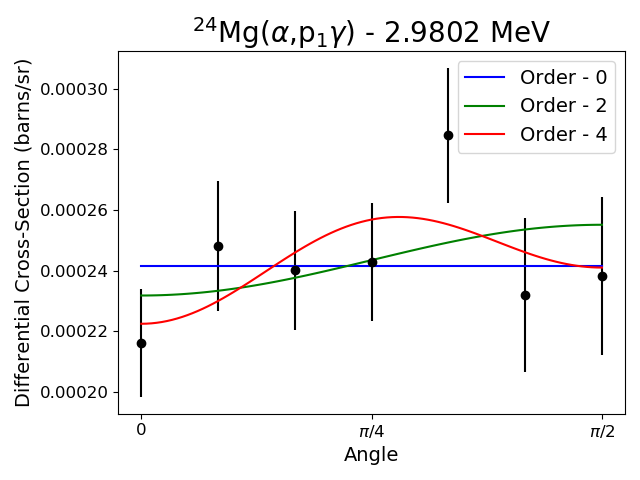 ²⁴Mg(α,p₁γ) - 2.9802 MeV
Differential Cross-Section (barns/sr)
0.00030
0.00028
0.00026
0.00024
0.00022
0.00020
Order - 0
Order - 2
Order - 4
0
π/4
π/2
Angle